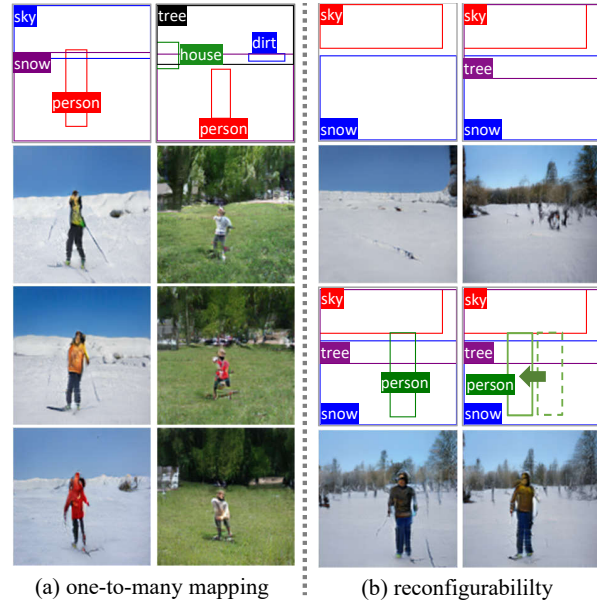 sky
snow
person
tree
house
dirt
person
sky
snow
sky
tree
snow
sky
tree
person
snow
sky
tree
person
snow
(a) one-to-many mapping
(b) reconfigurabililty